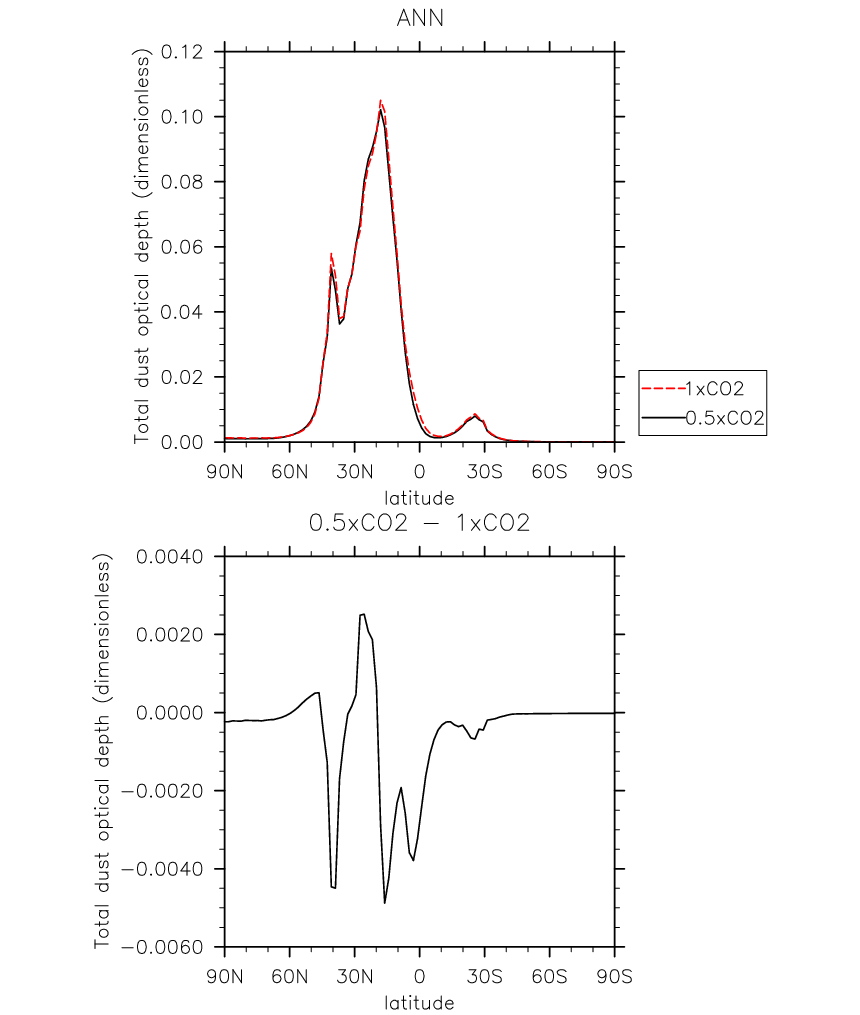 ANN
Total dust optical depth (dimensionless)
0.12
0.10
0.08
0.06
0.04
0.02
0.00
90N 60N 30N 0 30S 60S 90S
latitude
1xCO2
0.5xCO2
0.5xCO2 − 1xCO2
Total dust optical depth (dimensionless)
0.0040
0.0020
0.0000
−0.0020
−0.0040
−0.0060
90N 60N 30N 0 30S 60S 90S
latitude